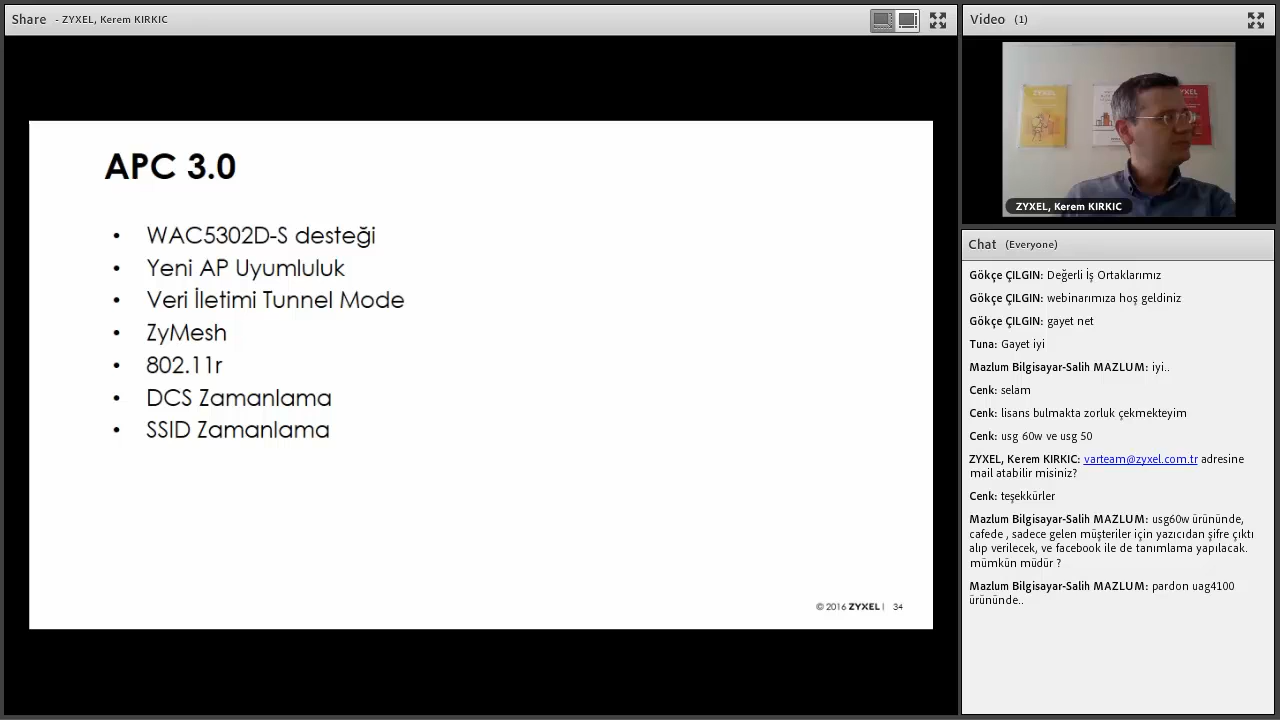 Share - ZYXEL, Kerem KIRKIC
APC 3.0
• WAC5302D-S desteği
• Yeni AP Uyumluluk
• Veri İletimi Tunnel Mode
• ZyMesh
• 802.11r
• DCS Zamanlama
• SSID Zamanlama
© 2016 ZYXEL | 34
Video (1)
ZYXEL
ZYXEL
ZYXEL, Kerem KIRKIC
Chat (Everyone)
Gökçe ÇILGIN: Değerli İş Ortaklarımız
Gökçe ÇILGIN: webinarımıza hoş geldiniz
Gökçe ÇILGIN: gayet net
Tuna: Gayet iyi
Mazlum Bilgisayar-Salih MAZLUM: iyi..
Cenk: selam
Cenk: lisans bulmakta zorluk çekmekteyim
Cenk: usg 60w ve usg 50
ZYXEL, Kerem KIRKIC: varteam@zyxel.com.tr adresine
mail atabilir misiniz?
Cenk: teşekkürler
Mazlum Bilgisayar-Salih MAZLUM: usg60w ürününde,
cafede , sadece gelen müşteriler için yazıcıdan şifre çıktı
alıp verilecek, ve facebook ile de tanımlama yapılacak.
mümkün müdür ?
Mazlum Bilgisayar-Salih MAZLUM: pardon uag4100
ürününde..